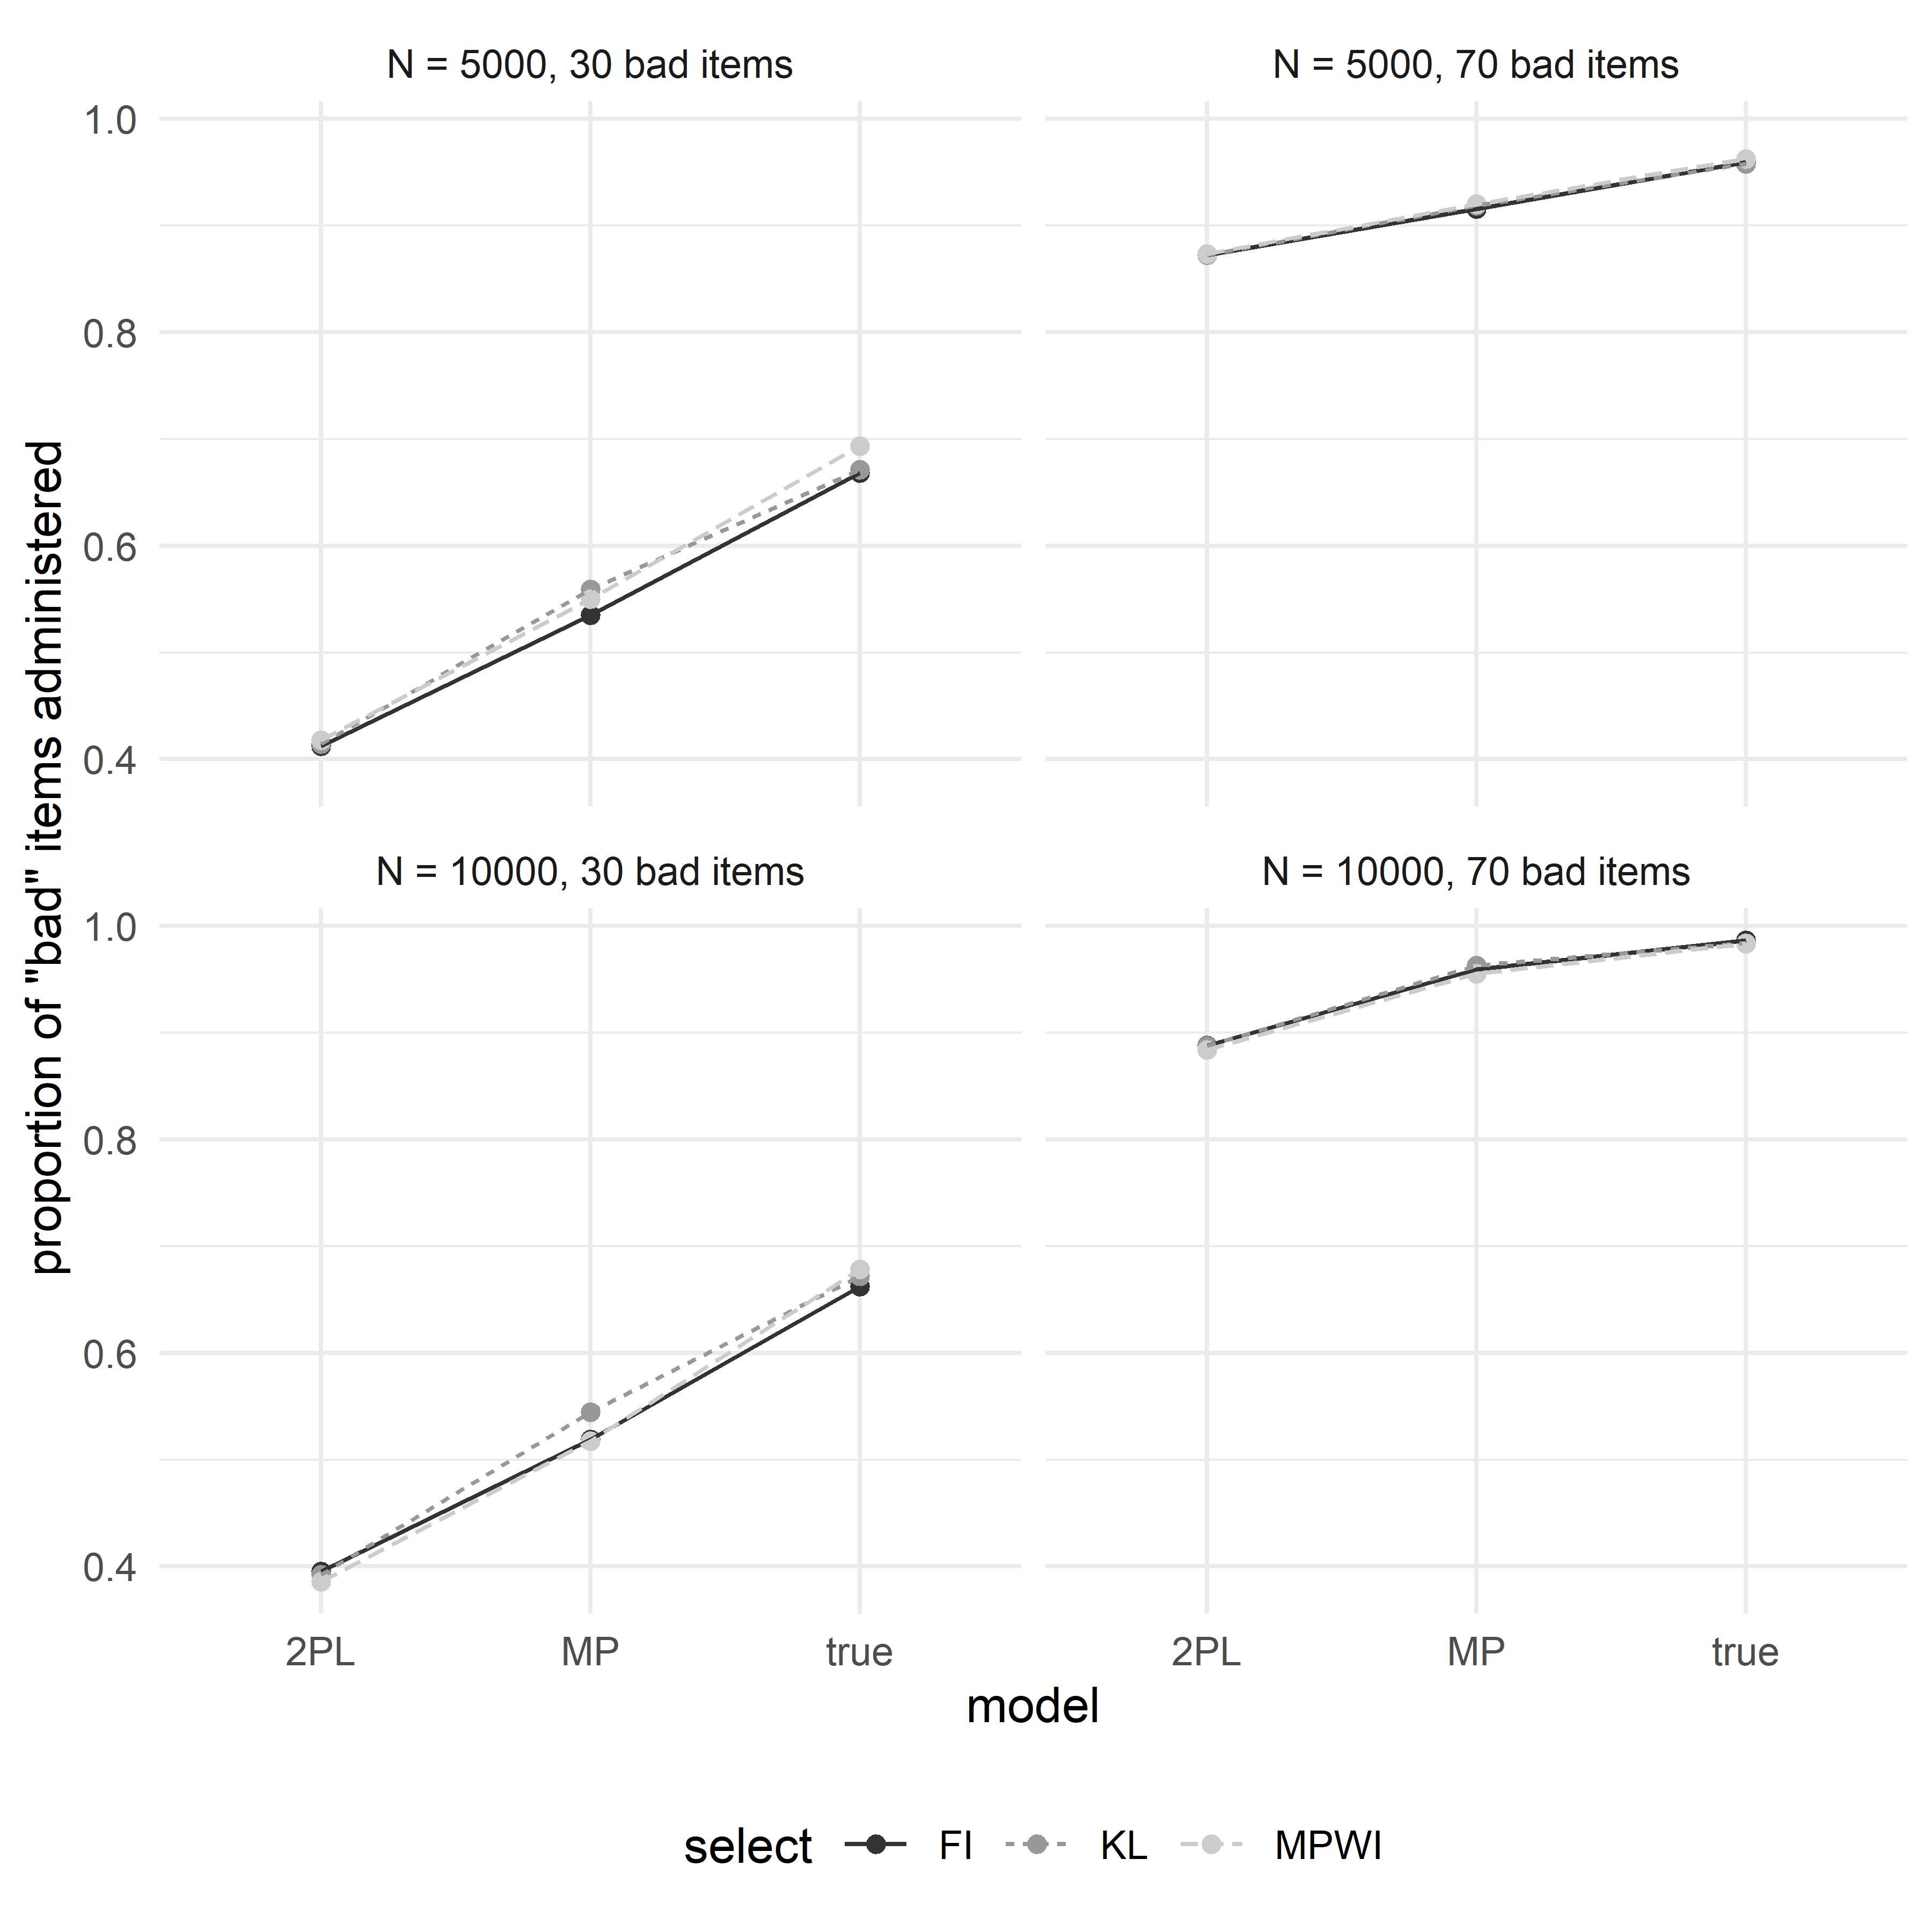 N = 5000, 30 bad items
N = 5000, 70 bad items
1.0
0.8
0.6
0.4
proportion of "bad" items administered
N = 10000, 30 bad items
N = 10000, 70 bad items
1.0
0.8
0.6
0.4
2PL MP true
2PL MP true
model
select FI KL MPWI